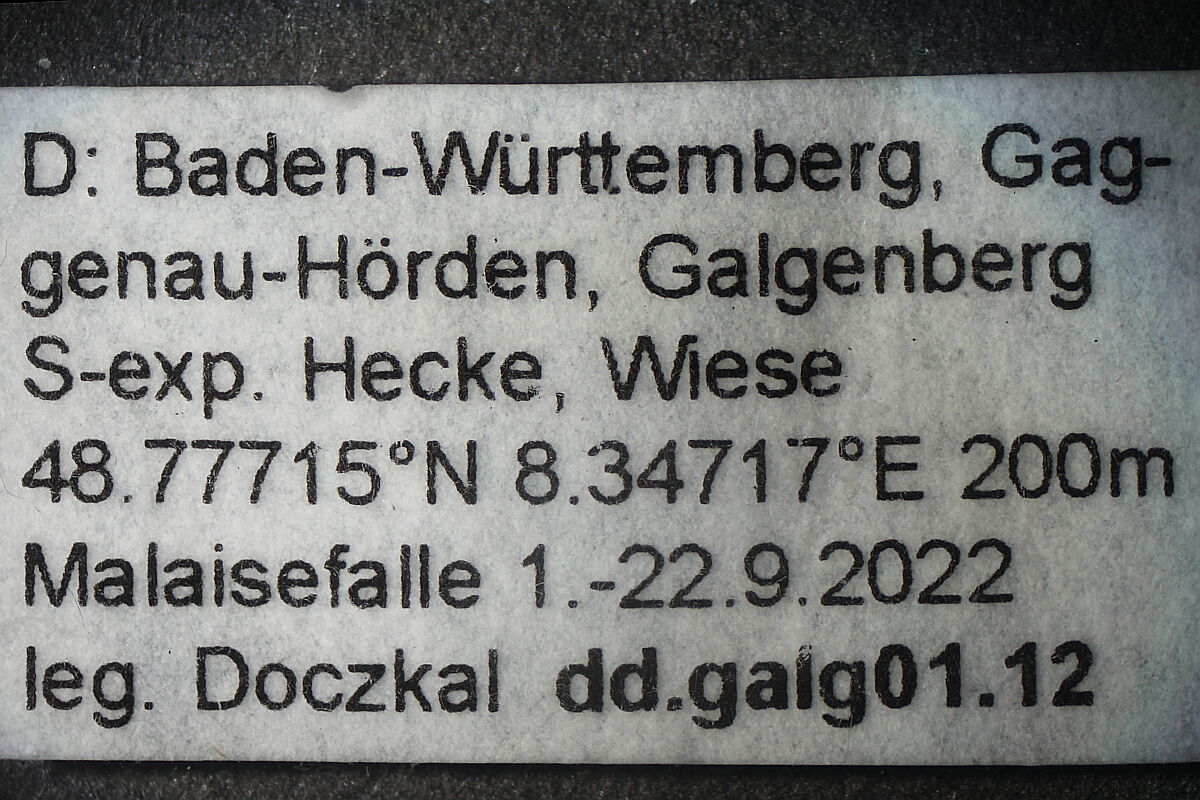 D: Baden-Württemberg, Gag-
genau-Hörden, Galgenberg
S-exp. Hecke, Wiese
48.77715°N 8.34717°E 200m
Malaisefalle 1.-22.9.2022
leg. Doczkal dd.galg01.12